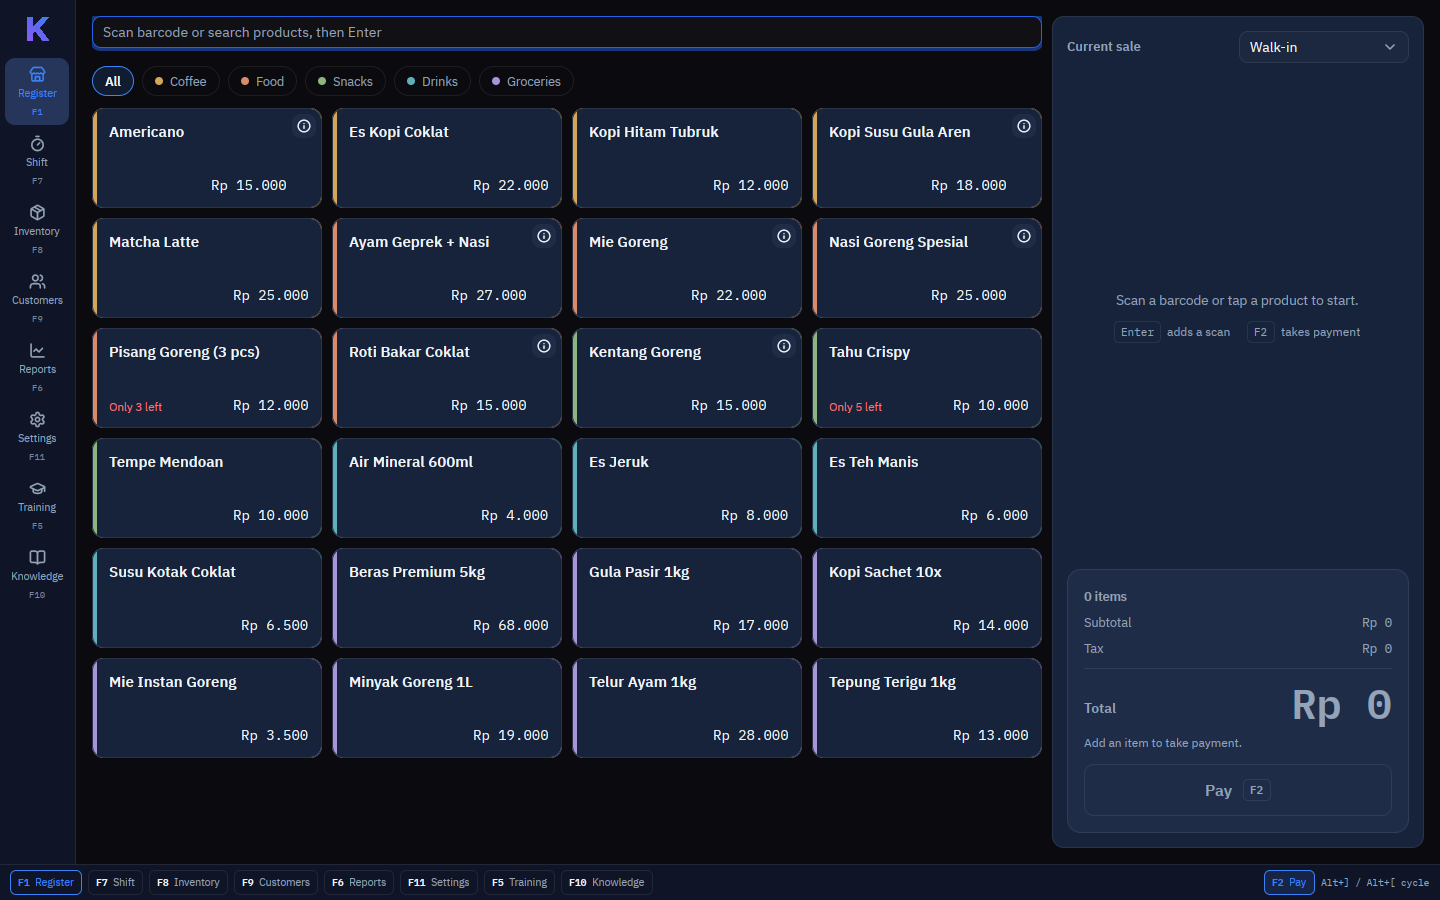 K
Register
F1
Shift
F7
Inventory
F8
Customers
F9
Reports
F6
Settings
F11
Training
F5
Knowledge
F10
Scan barcode or search products, then Enter
All Coffee Food Snacks Drinks Groceries
Americano
Rp 15.000
Es Kopi Coklat
Rp 22.000
Kopi Hitam Tubruk
Rp 12.000
Kopi Susu Gula Aren
Rp 18.000
Matcha Latte
Rp 25.000
Ayam Geprek + Nasi
Rp 27.000
Mie Goreng
Rp 22.000
Nasi Goreng Spesial
Rp 25.000
Pisang Goreng (3 pcs)
Only 3 left Rp 12.000
Roti Bakar Coklat
Rp 15.000
Kentang Goreng
Rp 15.000
Tahu Crispy
Only 5 left Rp 10.000
Tempe Mendoan
Rp 10.000
Air Mineral 600ml
Rp 4.000
Es Jeruk
Rp 8.000
Es Teh Manis
Rp 6.000
Susu Kotak Coklat
Rp 6.500
Beras Premium 5kg
Rp 68.000
Gula Pasir 1kg
Rp 17.000
Kopi Sachet 10x
Rp 14.000
Mie Instan Goreng
Rp 3.500
Minyak Goreng 1L
Rp 19.000
Telur Ayam 1kg
Rp 28.000
Tepung Terigu 1kg
Rp 13.000
Current sale Walk-in
Scan a barcode or tap a product to start.
Enter adds a scan F2 takes payment
0 items
Subtotal Rp 0
Tax Rp 0
Total Rp 0
Add an item to take payment.
Pay F2
F1 Register F7 Shift F8 Inventory F9 Customers F6 Reports F11 Settings F5 Training F10 Knowledge F2 Pay Alt+] / Alt+[ cycle